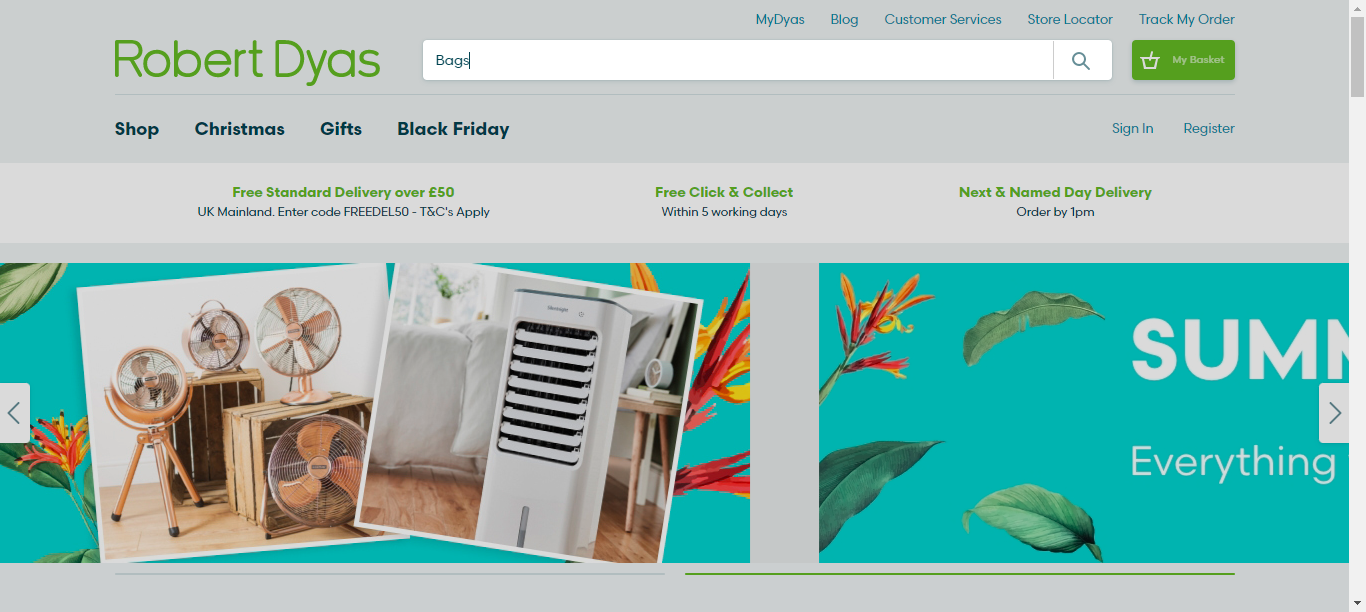 MyDyas Blog Customer Services Store Locator Track My Order
Robert Dyas
Bags
My Basket
Shop Christmas Gifts Black Friday
Sign In Register
Free Standard Delivery over £50
UK Mainland. Enter code FREEDEL50 - T&C's Apply
Free Click & Collect
Within 5 working days
Next & Named Day Delivery
Order by 1pm
SUMM
Everything